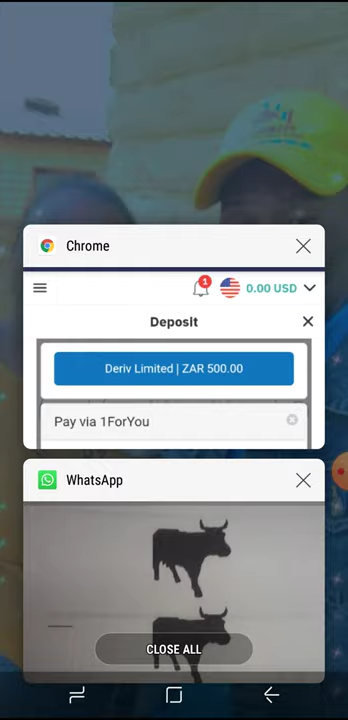 Chrome
1
0.00 USD
Deposit
Deriv Limited | ZAR 500.00
Pay via 1ForYou
WhatsApp
CLOSE ALL